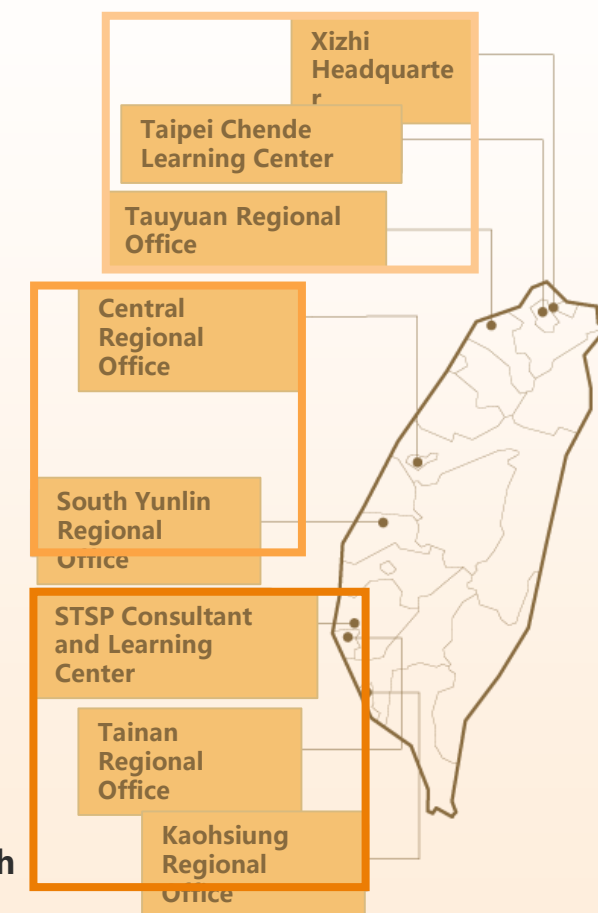 Xizhi
Headquarte
r
Taipei Chende
Learning Center
Tauyuan Regional
Office
Central
Regional
Office
South Yunlin
Regional
Office
STSP Consultant
and Learning
Center
Tainan
Regional
Office
Kaohsiung
Regional
Office
h